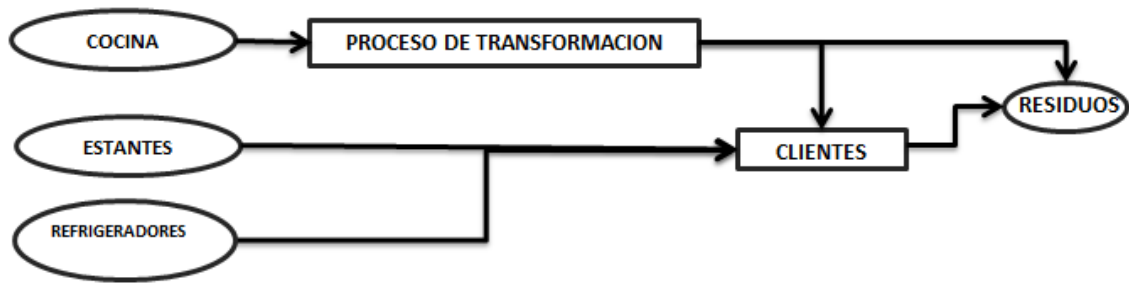 COCINA
PROCESO DE TRANSFORMACION
RESIDUOS
ESTANTES
CLIENTES
REFRIGERADORES